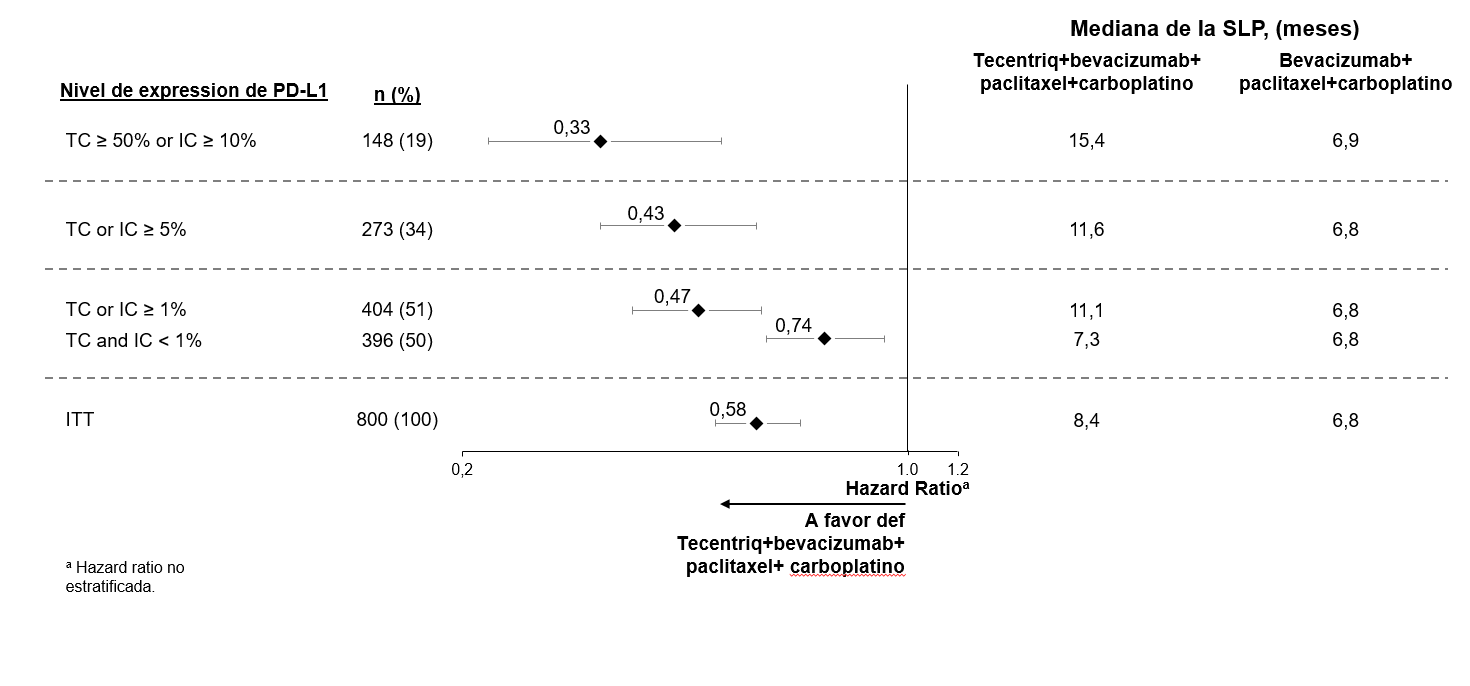 Mediana de la SLP, (meses)
Tecentriq+bevacizumab+
paclitaxel+carboplatino
Bevacizumab+
paclitaxel+carboplatino
Nivel de expresion de PD-L1 n (%)
TC ≥ 50% or IC ≥ 10% 148 (19) 0,33 15,4 6,9
TC or IC ≥ 5% 273 (34) 0,43 11,6 6,8
TC or IC ≥ 1% 404 (51) 0,47 11,1 6,8
TC and IC < 1% 396 (50) 0,74 7,3 6,8
ITT 800 (100) 0,58 8,4 6,8
0,2 1.0 1.2
Hazard Ratioᵃ
A favor def
Tecentriq+bevacizumab+
paclitaxel+ carboplatino
ᵃ Hazard ratio no
estratificada.